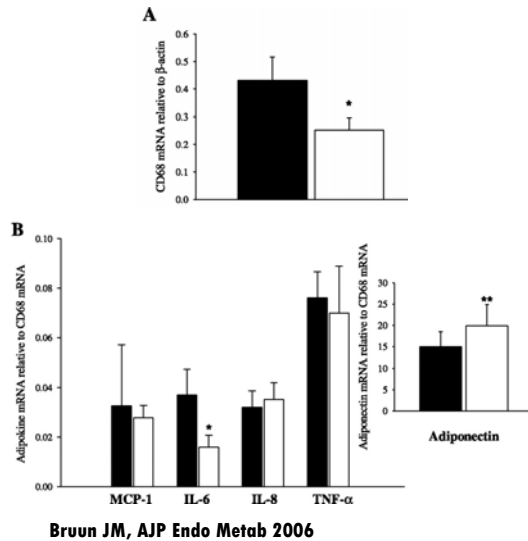 A
CD68 mRNA relative to β-actin
0.6
0.5
0.4
0.3
0.2
0.1
0.0
*
B
Adipokine mRNA relative to CD68 mRNA
0.10
0.08
0.06
0.04
0.02
0.00
*
MCP-1 IL-6 IL-8 TNF-α
Adiponectin mRNA relative to CD68 mRNA
30
25
20
15
10
5
0
**
Adiponectin
Bruun JM, AJP Endo Metab 2006